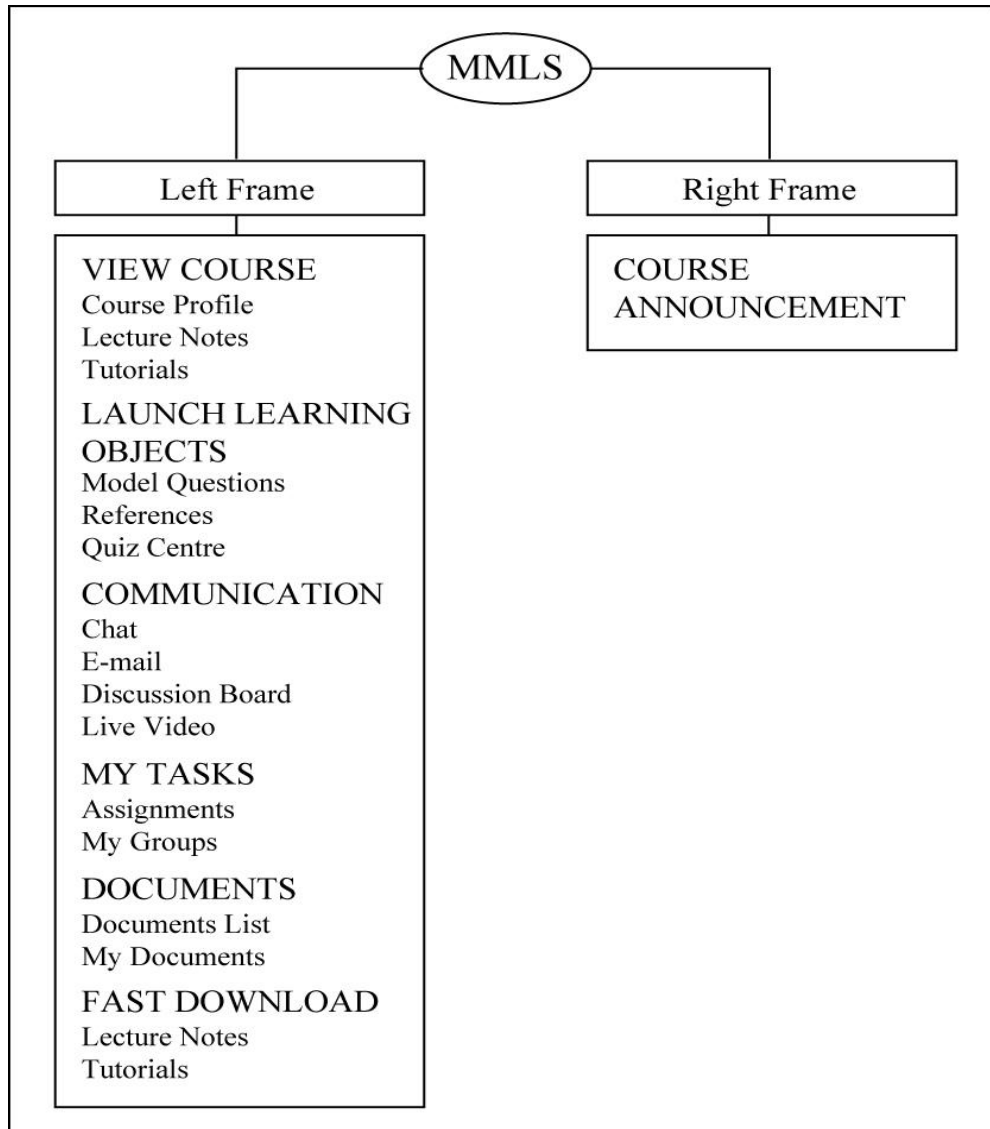 MMLS
Left Frame
VIEW COURSE
Course Profile
Lecture Notes
Tutorials
LAUNCH LEARNING
OBJECTS
Model Questions
References
Quiz Centre
COMMUNICATION
Chat
E-mail
Discussion Board
Live Video
MY TASKS
Assignments
My Groups
DOCUMENTS
Documents List
My Documents
FAST DOWNLOAD
Lecture Notes
Tutorials
Right Frame
COURSE
ANNOUNCEMENT